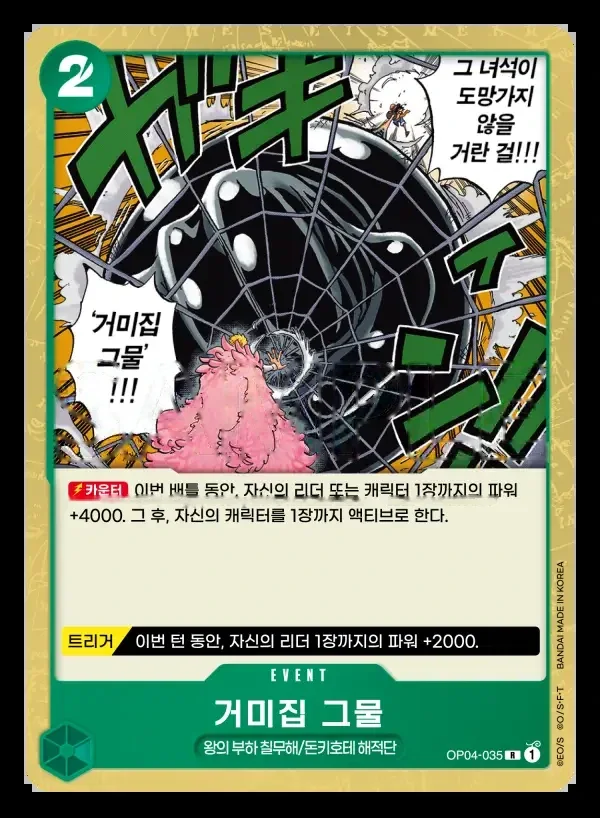 2
그 녀석이
도망가지
않을
거란 걸!!!
'거미집
그물'
!!!
카운터 이번 배틀 동안, 자신의 리더 또는 캐릭터 1장까지의 파워
+4000. 그 후, 자신의 캐릭터를 1장까지 액티브로 한다.
트리거 이번 턴 동안, 자신의 리더 1장까지의 파워 +2000.
EVENT
거미집 그물
왕의 부하 칠무해/돈키호테 해적단
OP04-035 R 1
©EO/S ©O/S·F·T BANDAI MADE IN KOREA